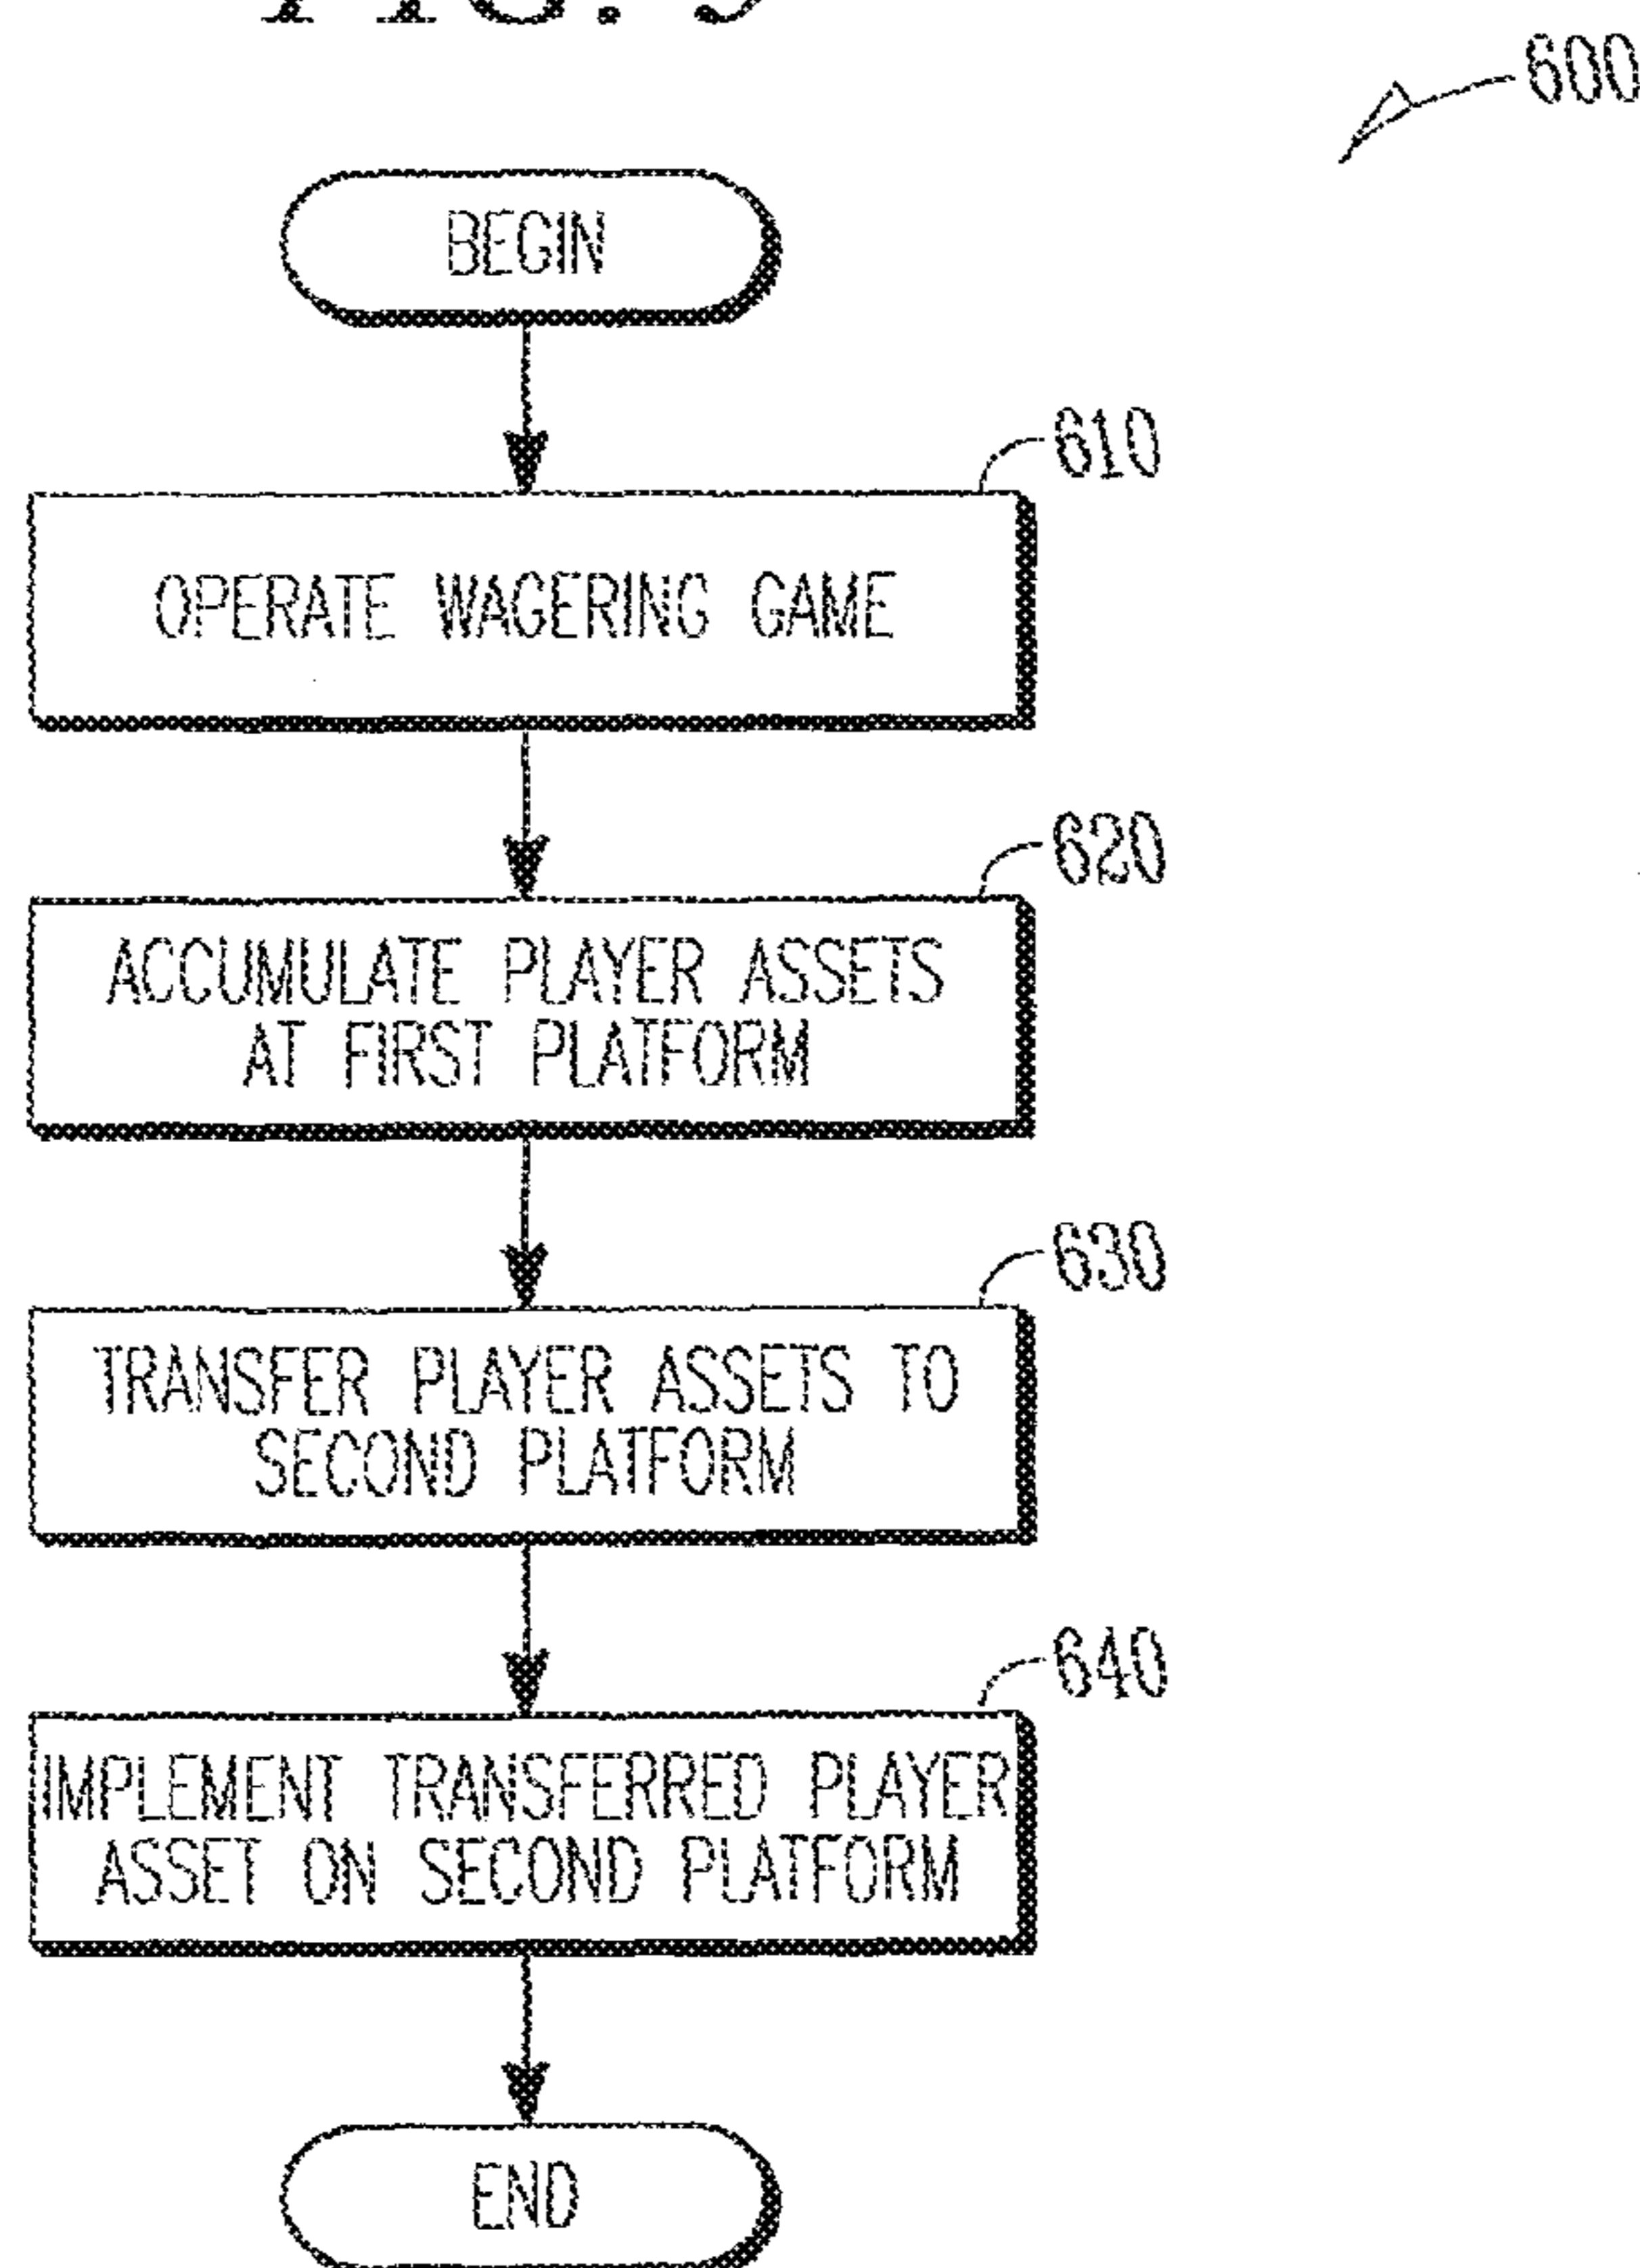 600
BEGIN
610
OPERATE WAGERING GAME
620
ACCUMULATE PLAYER ASSETS
AT FIRST PLATFORM
630
TRANSFER PLAYER ASSETS TO
SECOND PLATFORM
640
IMPLEMENT TRANSFERRED PLAYER
ASSET ON SECOND PLATFORM
END